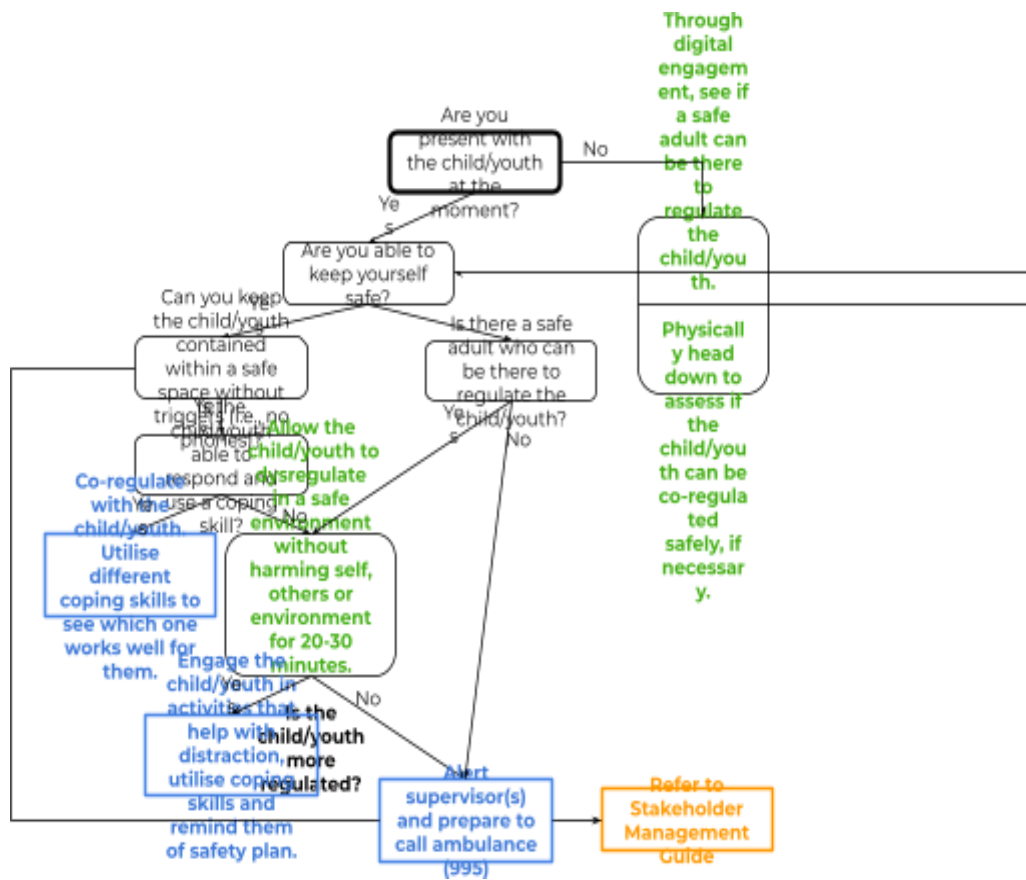 Through
digital
engagem
ent, see if
a safe
adult can
be there
to
regulate
the
child/you
th.
Physicall
y head
down to
assess if
the
child/you
th can be
co-regula
ted
safely, if
necessar
y.
Are you
present with
the child/youth
at the
moment?
No
Ye
s
Are you able to
keep yourself
safe?
Ye
s
Can you keep
the child/youth
contained
within a safe
space without
triggers (i.e., no
phones)?
Is there a safe
adult who can
be there to
regulate the
child/youth?
Ye
s
No
Ye
s
Is the
child/youth
able to
respond and
use a coping
skill?
Ye
s
No
Co-regulate
with the
child/youth.
Utilise
different
coping skills to
see which one
works well for
them.
Allow the
child/youth to
dysregulate
in a safe
environment
without
harming self,
others or
environment
for 20-30
minutes.
Is the
child/youth
more
regulated?
Ye
s
No
Engage the
child/youth in
activities that
help with
distraction,
utilise coping
skills and
remind them
of safety plan.
Alert
supervisor(s)
and prepare to
call ambulance
(995)
Refer to
Stakeholder
Management
Guide